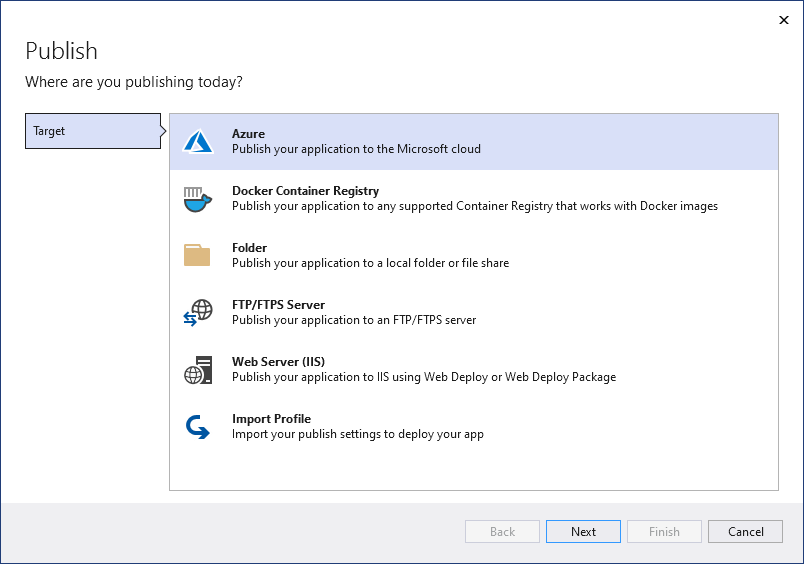 Publish
Where are you publishing today?
Target
Azure
Publish your application to the Microsoft cloud
Docker Container Registry
Publish your application to any supported Container Registry that works with Docker images
Folder
Publish your application to a local folder or file share
FTP/FTPS Server
Publish your application to an FTP/FTPS server
Web Server (IIS)
Publish your application to IIS using Web Deploy or Web Deploy Package
Import Profile
Import your publish settings to deploy your app
Back
Next
Finish
Cancel